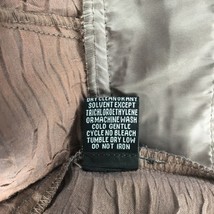 DRY CLEAN OR ANY
SOLVENT EXCEPT
TRICHLOROETHYLENE
OR MACHINE WASH
COLD GENTLE
CYCLE NO BLEACH
TUMBLE DRY LOW
DO NOT IRON